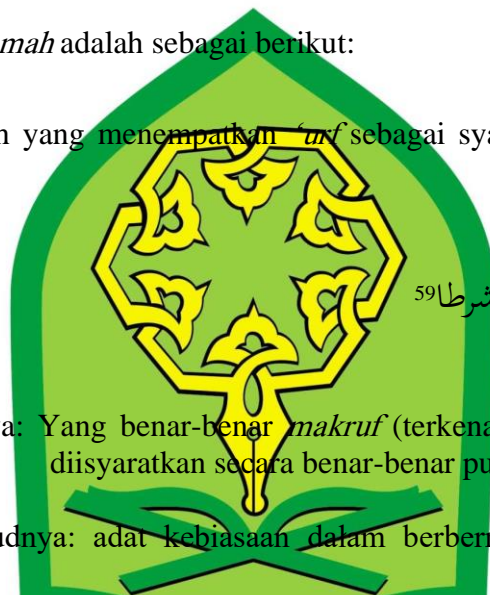 mah adalah sebagai berikut:
n yang menempatkan ‘urf sebagai sya
شرطا59
a: Yang benar-benar makruf (terkena
diisyaratkan secara benar-benar pu
udnya: adat kebiasaan dalam berberm